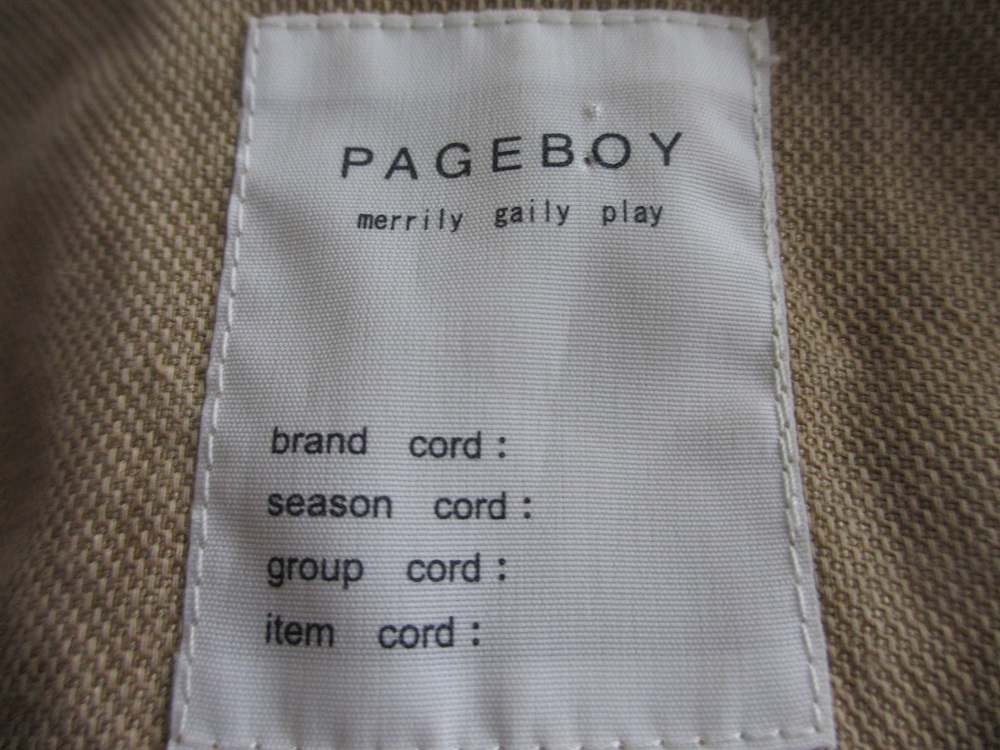 PAGEBOY
merrily gaily play
brand cord :
season cord :
group cord :
item cord :